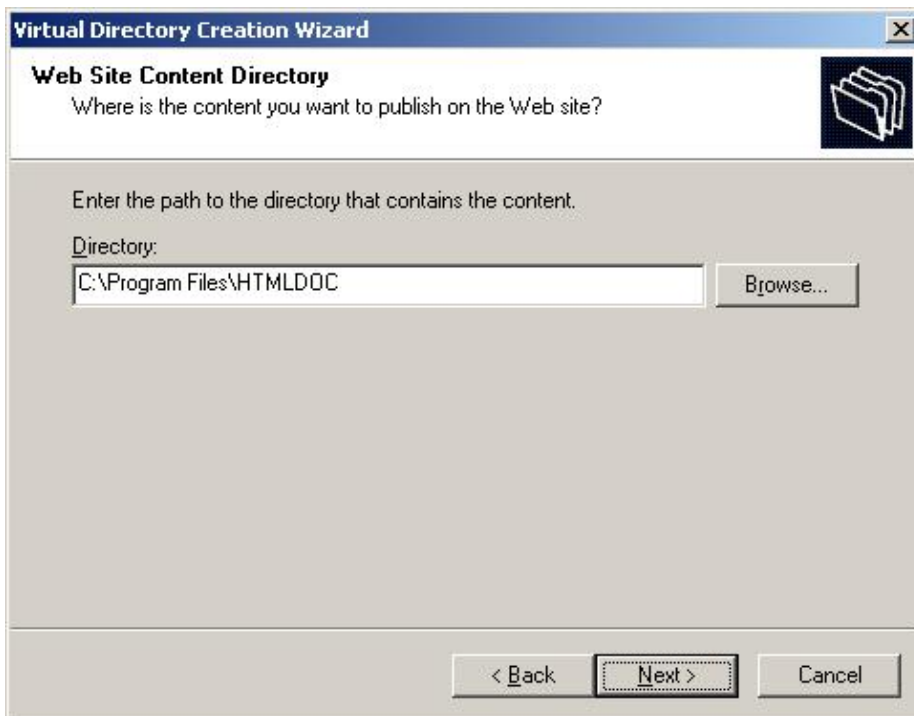 Virtual Directory Creation Wizard
Web Site Content Directory
Where is the content you want to publish on the Web site?
Enter the path to the directory that contains the content.
Directory:
C:\Program Files\HTMLDOC
Browse...
< Back
Next >
Cancel